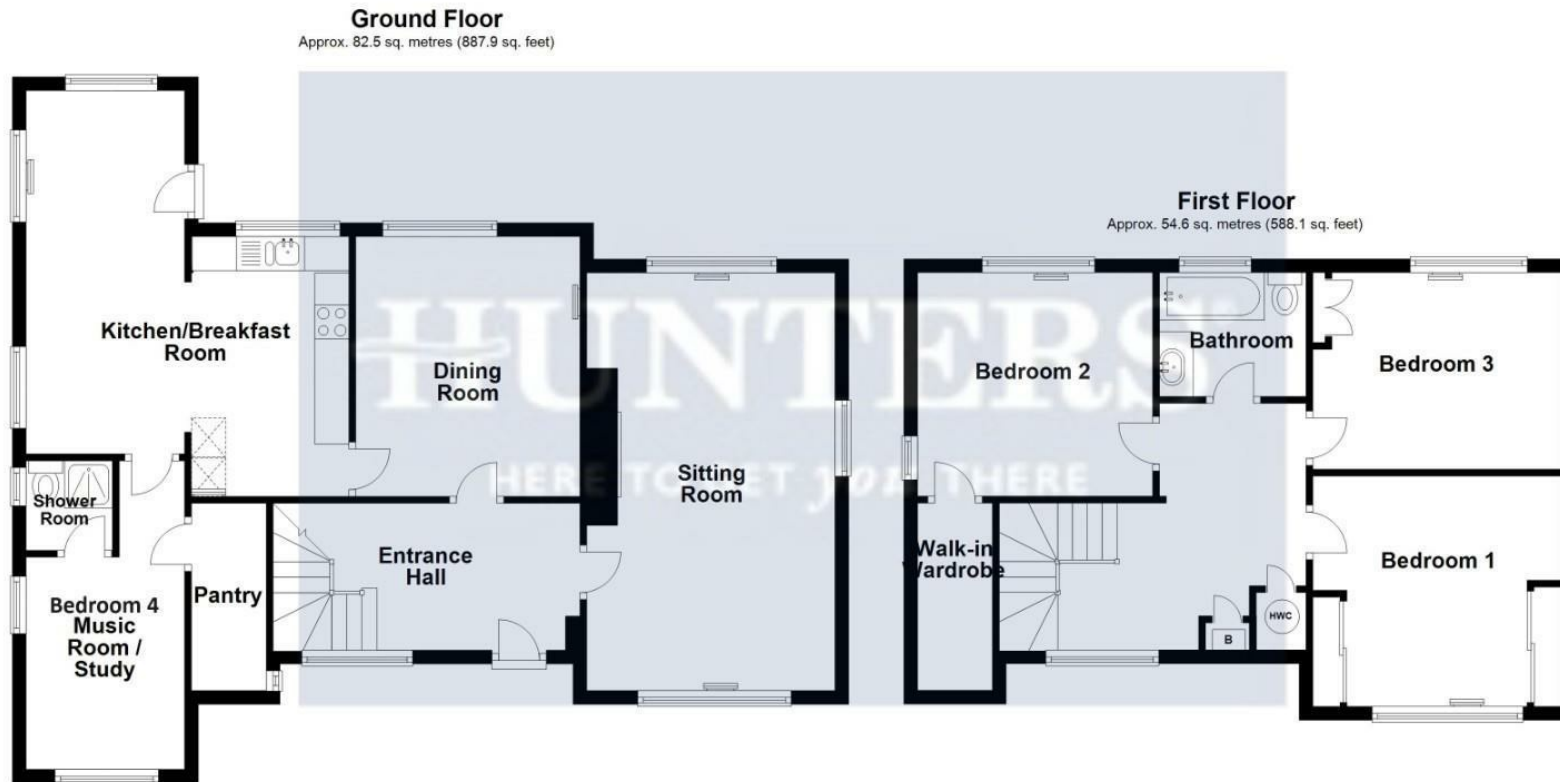 Ground Floor
Approx. 82.5 sq. metres (887.9 sq. feet)
First Floor
Approx. 54.6 sq. metres (588.1 sq. feet)
Kitchen/Breakfast
Room
Dining
Room
Sitting
Room
Shower
Room
Entrance
Hall
Pantry
Bedroom 4
Music
Room /
Study
Bedroom 2
Bathroom
Bedroom 3
Walk-in
Wardrobe
Bedroom 1
B
HWC
HUNTERS
HERE TO GET you THERE